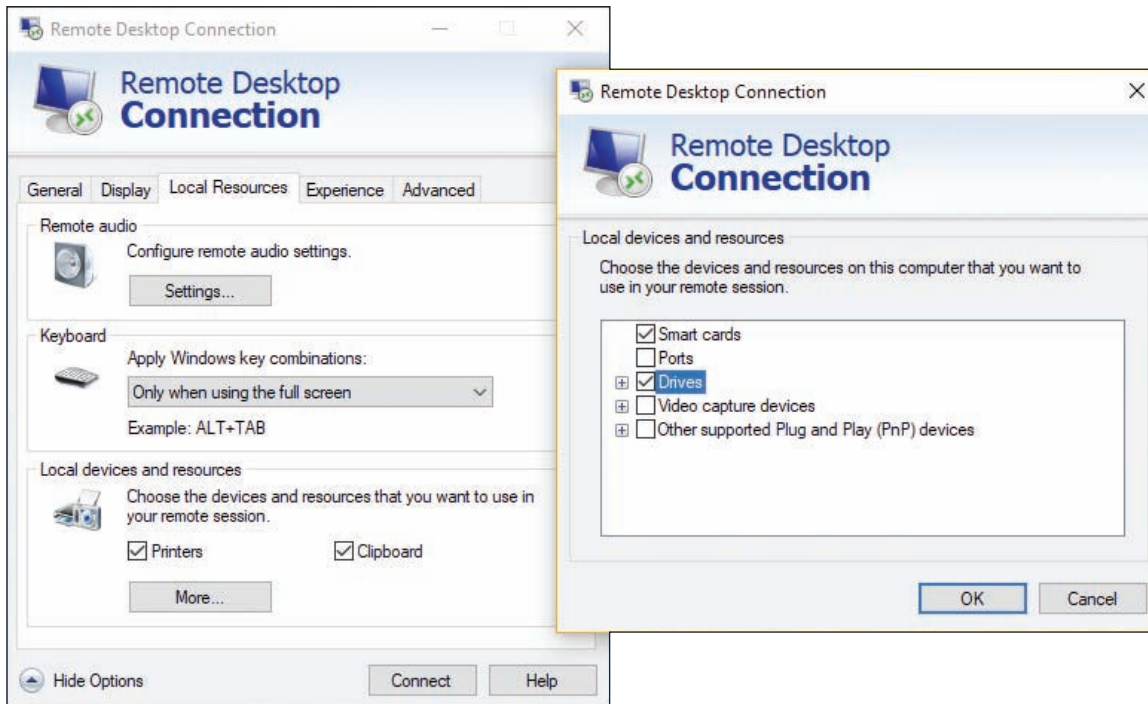 Remote Desktop Connection
Remote Desktop
Connection
General Display Local Resources Experience Advanced
Remote audio
Configure remote audio settings.
Settings...
Keyboard
Apply Windows key combinations:
Only when using the full screen
Example: ALT+TAB
Local devices and resources
Choose the devices and resources that you want to use in
your remote session.
Printers Clipboard
More...
Hide Options Connect Help
Remote Desktop Connection
Remote Desktop
Connection
Local devices and resources
Choose the devices and resources on this computer that you want to
use in your remote session.
Smart cards
Ports
Drives
Video capture devices
Other supported Plug and Play (PnP) devices
OK Cancel